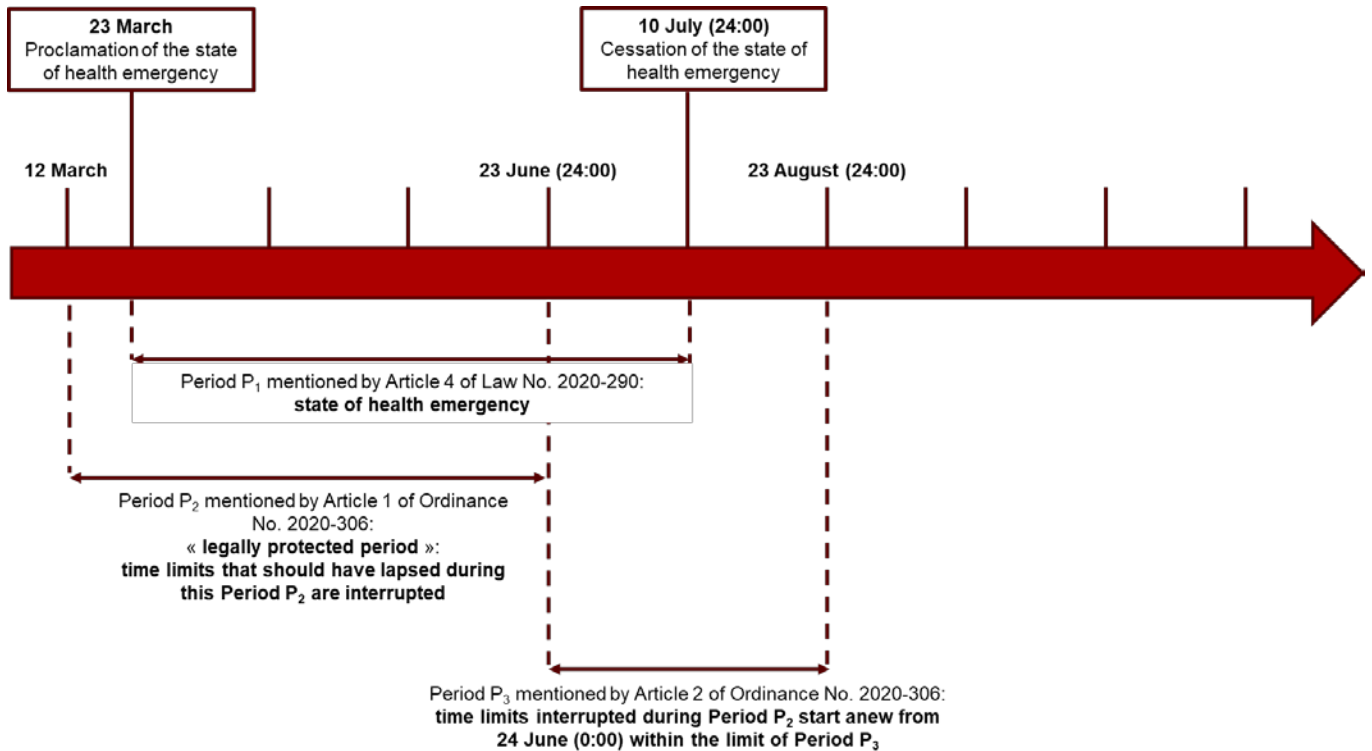 23 March
Proclamation of the state
of health emergency
10 July (24:00)
Cessation of the state of
health emergency
12 March
23 June (24:00)
23 August (24:00)
Period P₁ mentioned by Article 4 of Law No. 2020-290:
state of health emergency
Period P₂ mentioned by Article 1 of Ordinance
No. 2020-306:
« legally protected period »:
time limits that should have lapsed during
this Period P₂ are interrupted
Period P₃ mentioned by Article 2 of Ordinance No. 2020-306:
time limits interrupted during Period P₂ start anew from
24 June (0:00) within the limit of Period P₃